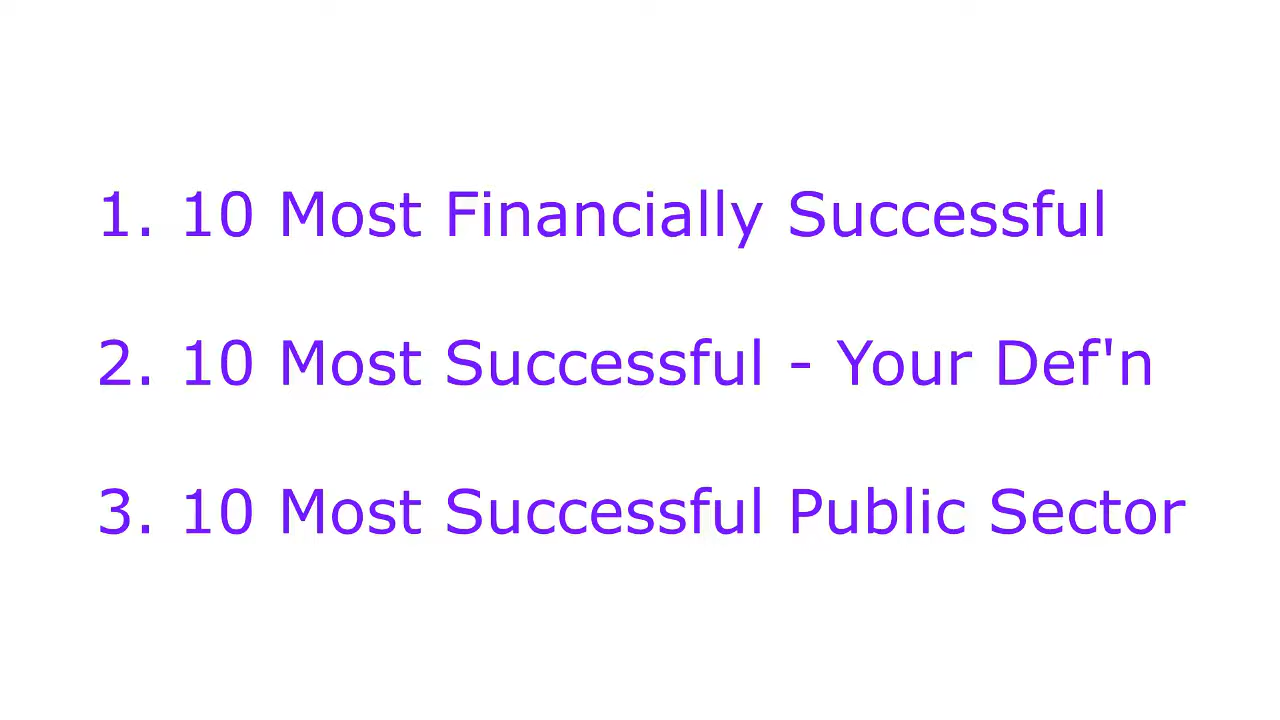 1. 10 Most Financially Successful
2. 10 Most Successful - Your Def'n
3. 10 Most Successful Public Sector